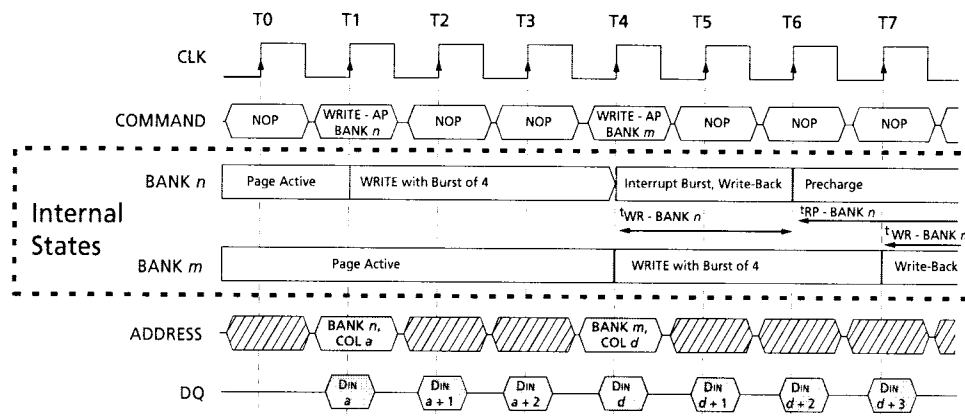 T0 T1 T2 T3 T4 T5 T6 T7
CLK
COMMAND NOP WRITE - AP BANK n NOP NOP WRITE - AP BANK m NOP NOP NOP
BANK n Page Active WRITE with Burst of 4 Interrupt Burst, Write-Back Precharge
Internal States
tWR - BANK n tRP - BANK n
tWR - BANK
BANK m Page Active WRITE with Burst of 4 Write-Back
ADDRESS BANK n, COL a BANK m, COL d
DQ DIN a DIN a + 1 DIN a + 2 DIN d DIN d + 1 DIN d + 2 DIN d + 3